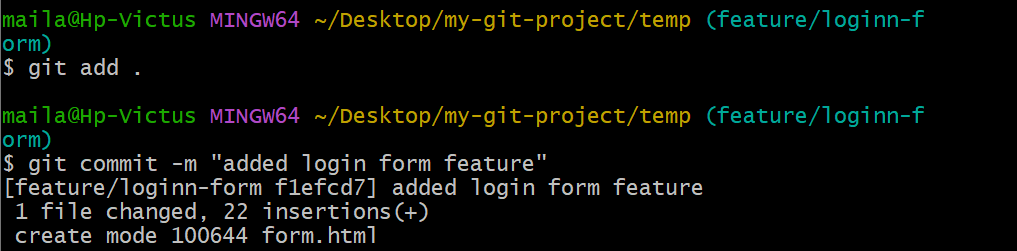 maila@Hp-Victus MINGW64 ~/Desktop/my-git-project/temp (feature/loginn-f
orm)
$ git add .
maila@Hp-Victus MINGW64 ~/Desktop/my-git-project/temp (feature/loginn-f
orm)
$ git commit -m "added login form feature"
[feature/loginn-form f1efcd7] added login form feature
 1 file changed, 22 insertions(+)
 create mode 100644 form.html